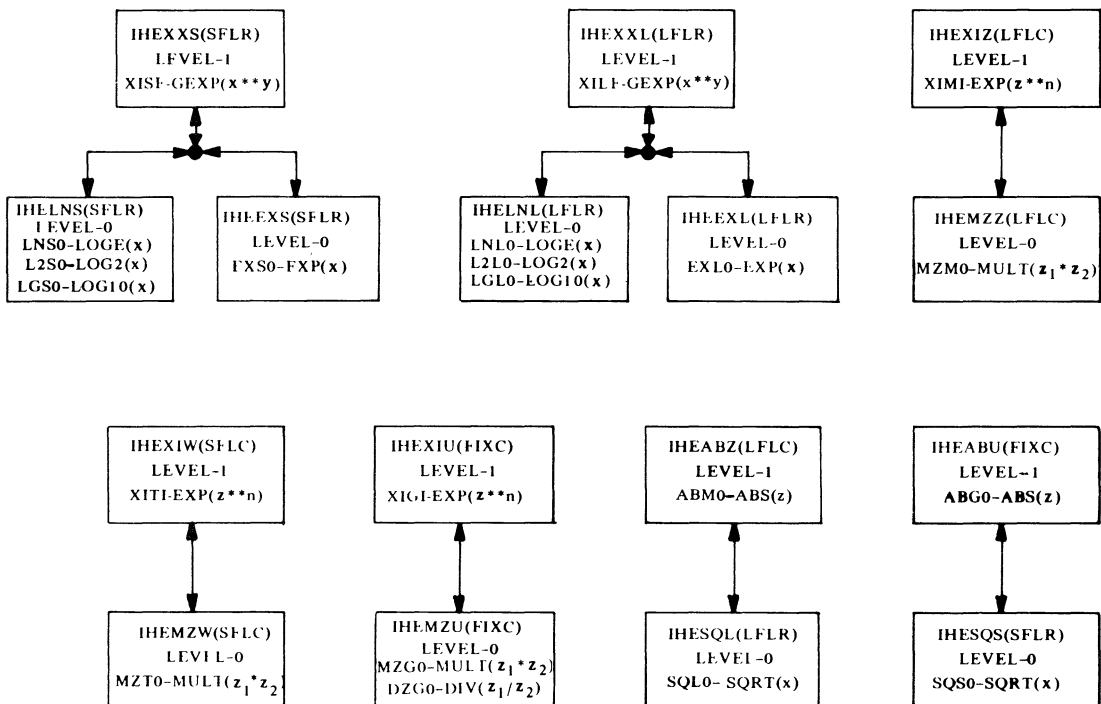 IHEXXS(SFLR)
LEVEL-1
XISF-GEXP(x**y)
IHEXXL(LFLR)
LEVEL-1
XILF-GEXP(x**y)
IHEXIZ(LFLC)
LEVEL-1
XIMI-EXP(z**n)
IHELNS(SFLR)
LEVEL-0
LNS0-LOGE(x)
L2S0-LOG2(x)
LGS0-LOG10(x)
IHEEXS(SFLR)
LEVEL-0
EXS0-EXP(x)
IHELNL(LFLR)
LEVEL-0
LNL0-LOGE(x)
L2L0-LOG2(x)
LGL0-LOG10(x)
IHEEXL(LFLR)
LEVEL-0
EXL0-EXP(x)
IHEMZZ(LFLC)
LEVEL-0
MZM0-MULT(z₁*z₂)
IHEXIW(SFLC)
LEVEL-1
XITI-EXP(z**n)
IHEXIU(FIXC)
LEVEL-1
XIGI-EXP(z**n)
IHEABZ(LFLC)
LEVEL-1
ABM0-ABS(z)
IHEABU(FIXC)
LEVEL-1
ABG0-ABS(z)
IHEMZW(SFLC)
LEVEL-0
MZT0-MULT(z₁*z₂)
IHEMZU(FIXC)
LEVEL-0
MZG0-MULT(z₁*z₂)
DZG0-DIV(z₁/z₂)
IHESQL(LFLR)
LEVEL-0
SQL0-SQRT(x)
IHESQS(SFLR)
LEVEL-0
SQS0-SQRT(x)